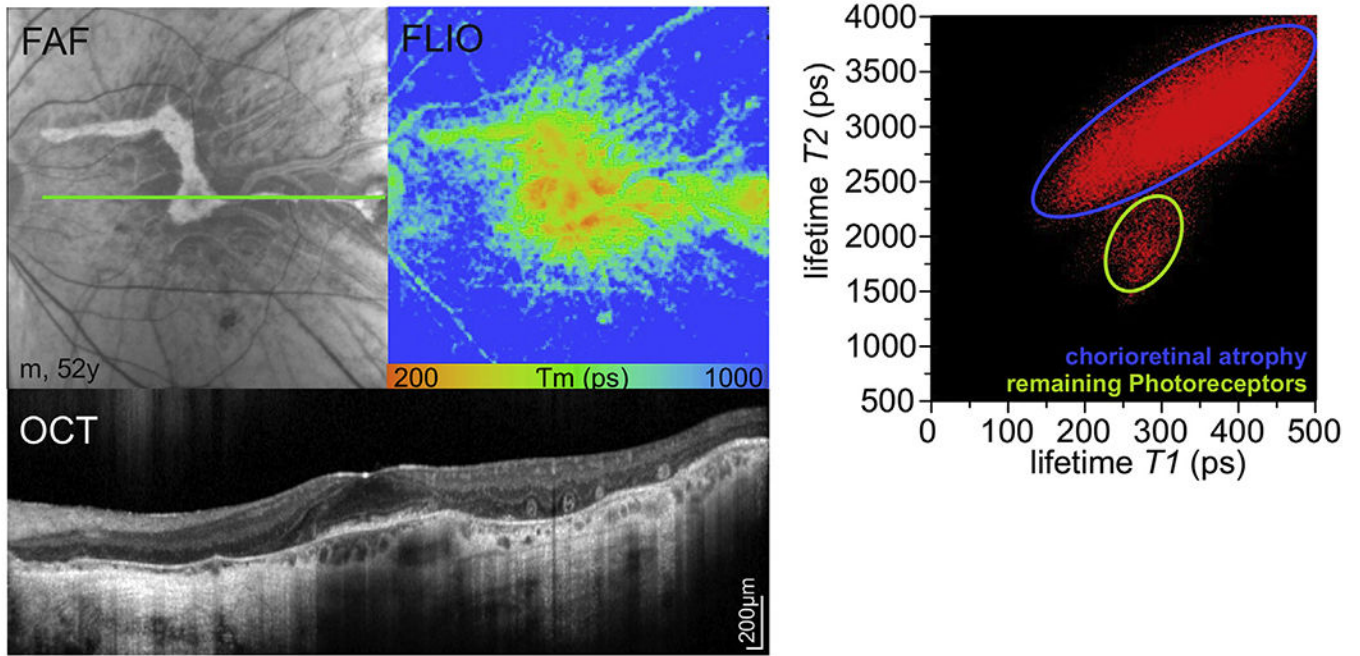 FAF
m, 52y
FLIO
200 Tm (ps) 1000
OCT
200µm
lifetime T2 (ps)
4000
3500
3000
2500
2000
1500
1000
500
chorioretinal atrophy
remaining Photoreceptors
0 100 200 300 400 500
lifetime T1 (ps)